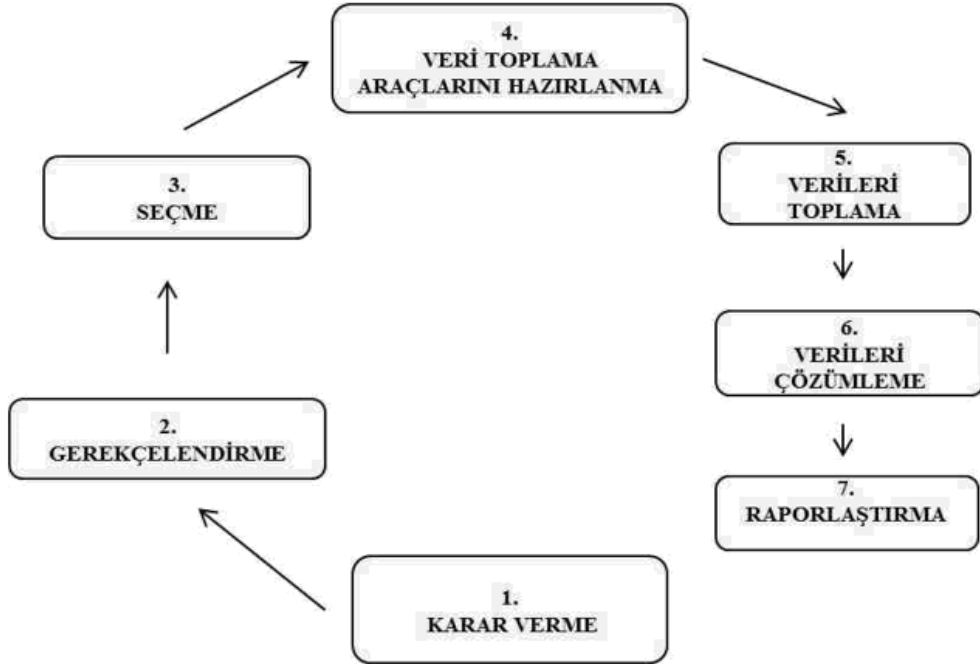 4.
VERİ TOPLAMA
ARAÇLARINI HAZIRLANMA
3.
SEÇME
5.
VERİLERİ
TOPLAMA
6.
VERİLERİ
ÇÖZÜMLEME
2.
GEREKÇELENDİRME
7.
RAPORLAŞTIRMA
1.
KARAR VERME